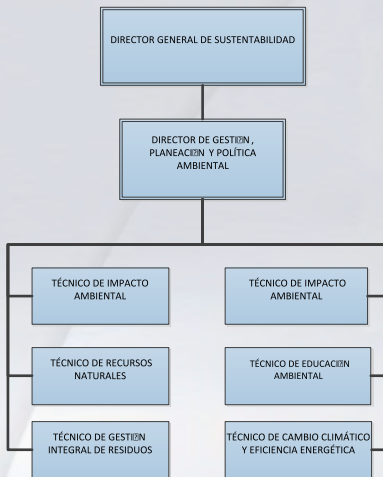 DIRECTOR GENERAL DE SUSTENTABILIDAD
DIRECTOR DE GESTI⍰N ,
PLANEACI⍰N Y POLÍTICA
AMBIENTAL
TÉCNICO DE IMPACTO
AMBIENTAL
TÉCNICO DE IMPACTO
AMBIENTAL
TÉCNICO DE RECURSOS
NATURALES
TÉCNICO DE EDUCACI⍰N
AMBIENTAL
TÉCNICO DE GESTI⍰N
INTEGRAL DE RESIDUOS
TÉCNICO DE CAMBIO CLIMÁTICO
Y EFICIENCIA ENERGÉTICA